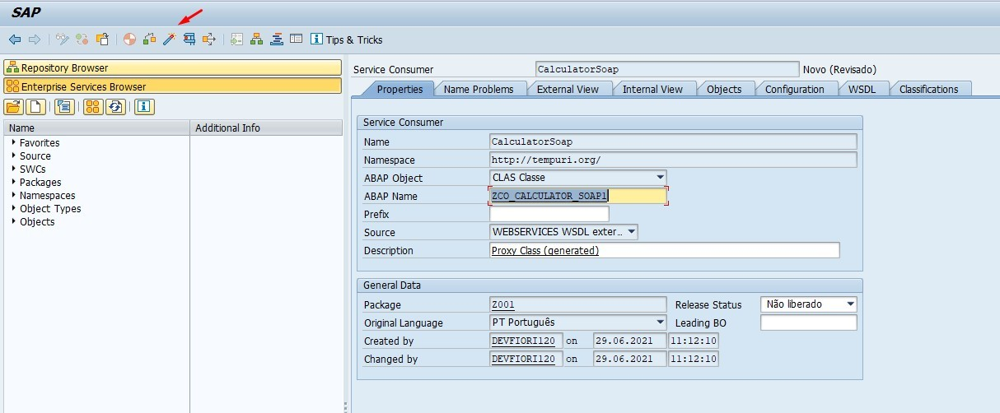 SAP
Tips & Tricks
Repository Browser
Enterprise Services Browser
Name Additional Info
Favorites
Source
SWCs
Packages
Namespaces
Object Types
Objects
Service Consumer CalculatorSoap Novo (Revisado)
Properties Name Problems External View Internal View Objects Configuration WSDL Classifications
Service Consumer
Name CalculatorSoap
Namespace http://tempuri.org/
ABAP Object CLAS Classe
ABAP Name ZCO_CALCULATOR_SOAP1
Prefix
Source WEBSERVICES WSDL exter...
Description Proxy Class (generated)
General Data
Package Z001 Release Status Não liberado
Original Language PT Português Leading BO
Created by DEVFIORI120 on 29.06.2021 11:12:10
Changed by DEVFIORI120 on 29.06.2021 11:12:10